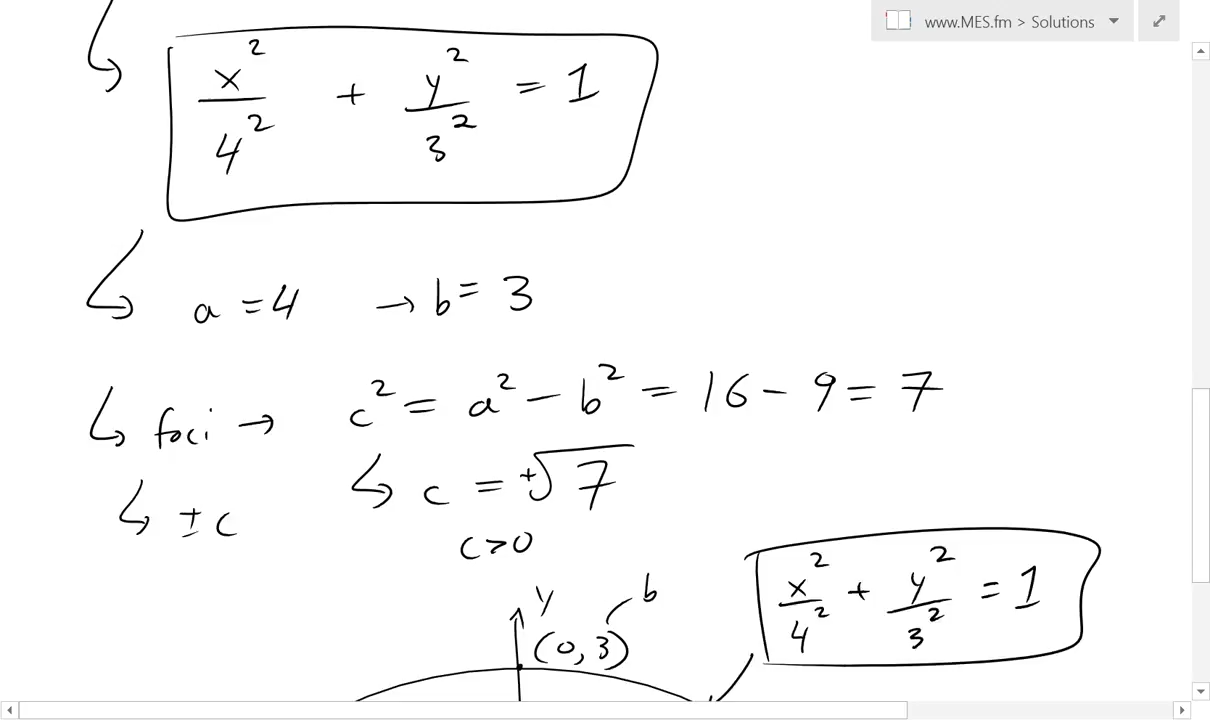 www.MES.fm > Solutions
x²/4² + y²/3² = 1
a = 4 → b = 3
foci → c² = a² - b² = 16 - 9 = 7
c = +√7
± c
c > 0
x²/4² + y²/3² = 1
y
b
(0, 3)